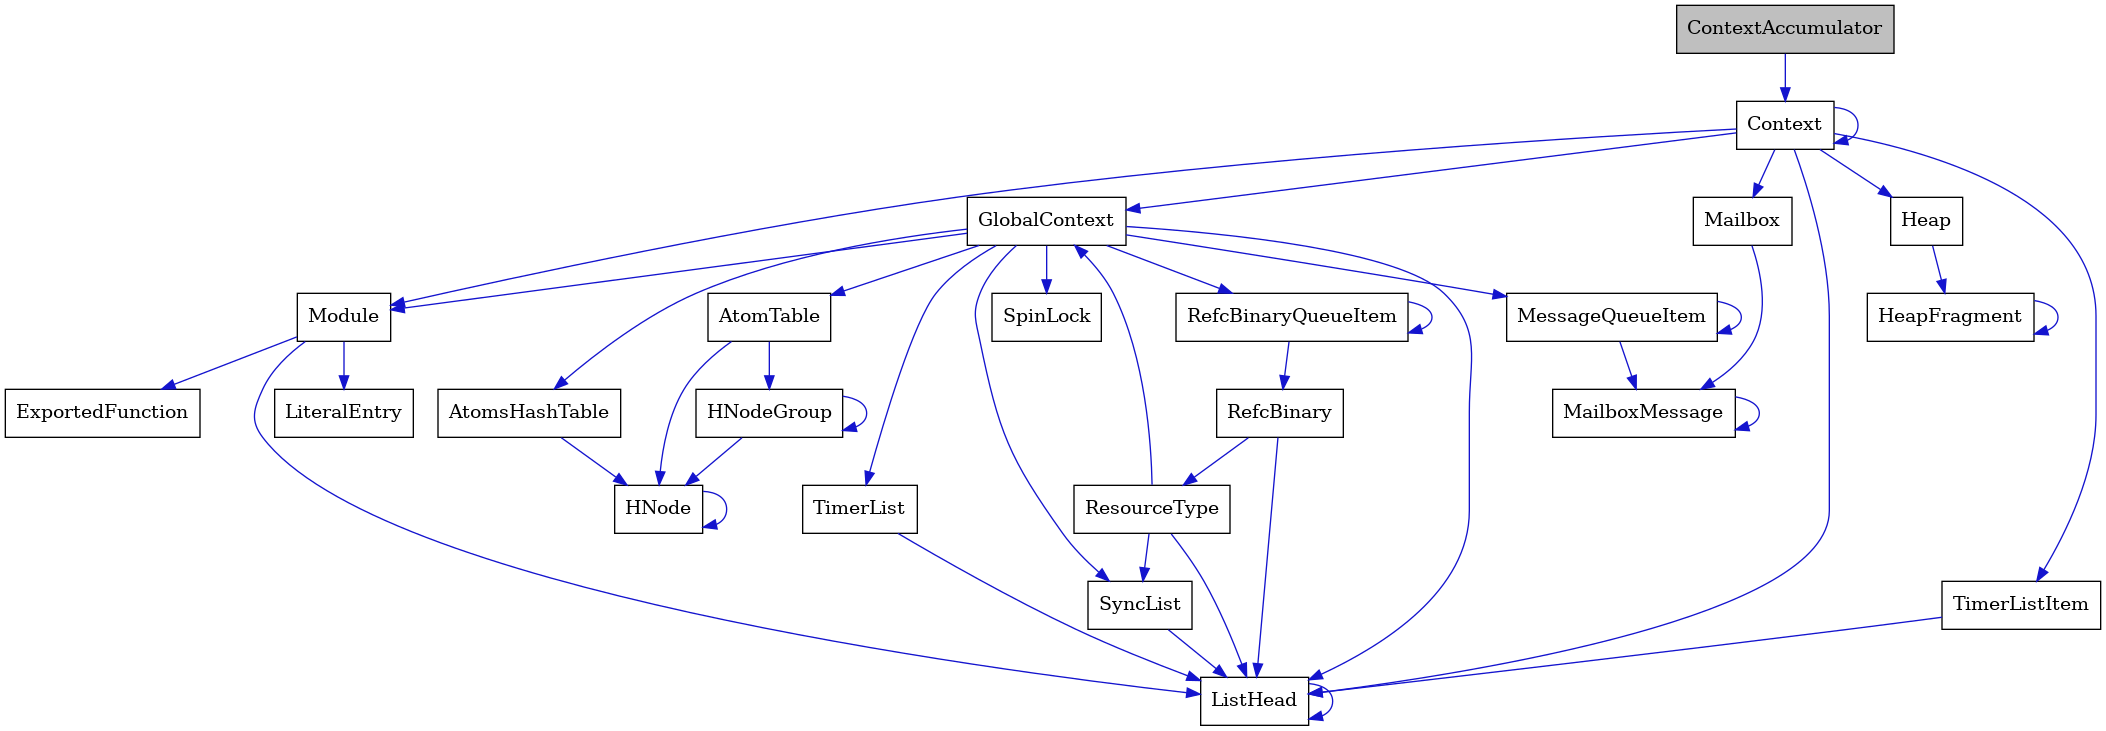 ContextAccumulator
Context
GlobalContext
Mailbox
Heap
Module
AtomTable
SpinLock
RefcBinaryQueueItem
MessageQueueItem
HeapFragment
ExportedFunction
LiteralEntry
AtomsHashTable
HNodeGroup
RefcBinary
MailboxMessage
HNode
TimerList
ResourceType
SyncList
TimerListItem
ListHead